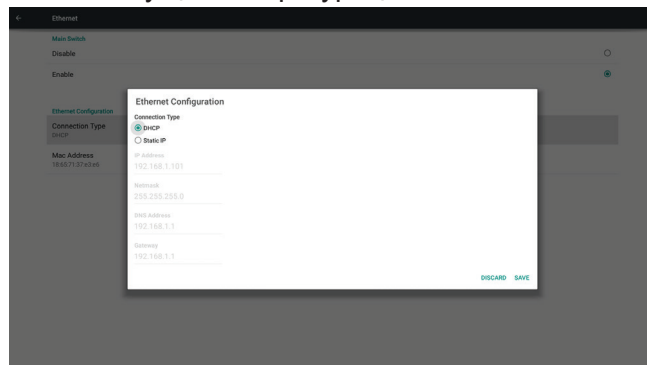 Ethernet
Main Switch
Disable
Enable
Ethernet Configuration
Connection Type
DHCP
Mac Address
Ethernet Configuration
Connection Type
DHCP
Static IP
IP Address
192.168.1.101
Netmask
255.255.255.0
DNS Address
192.168.1.1
Gateway
192.168.1.1
DISCARD SAVE